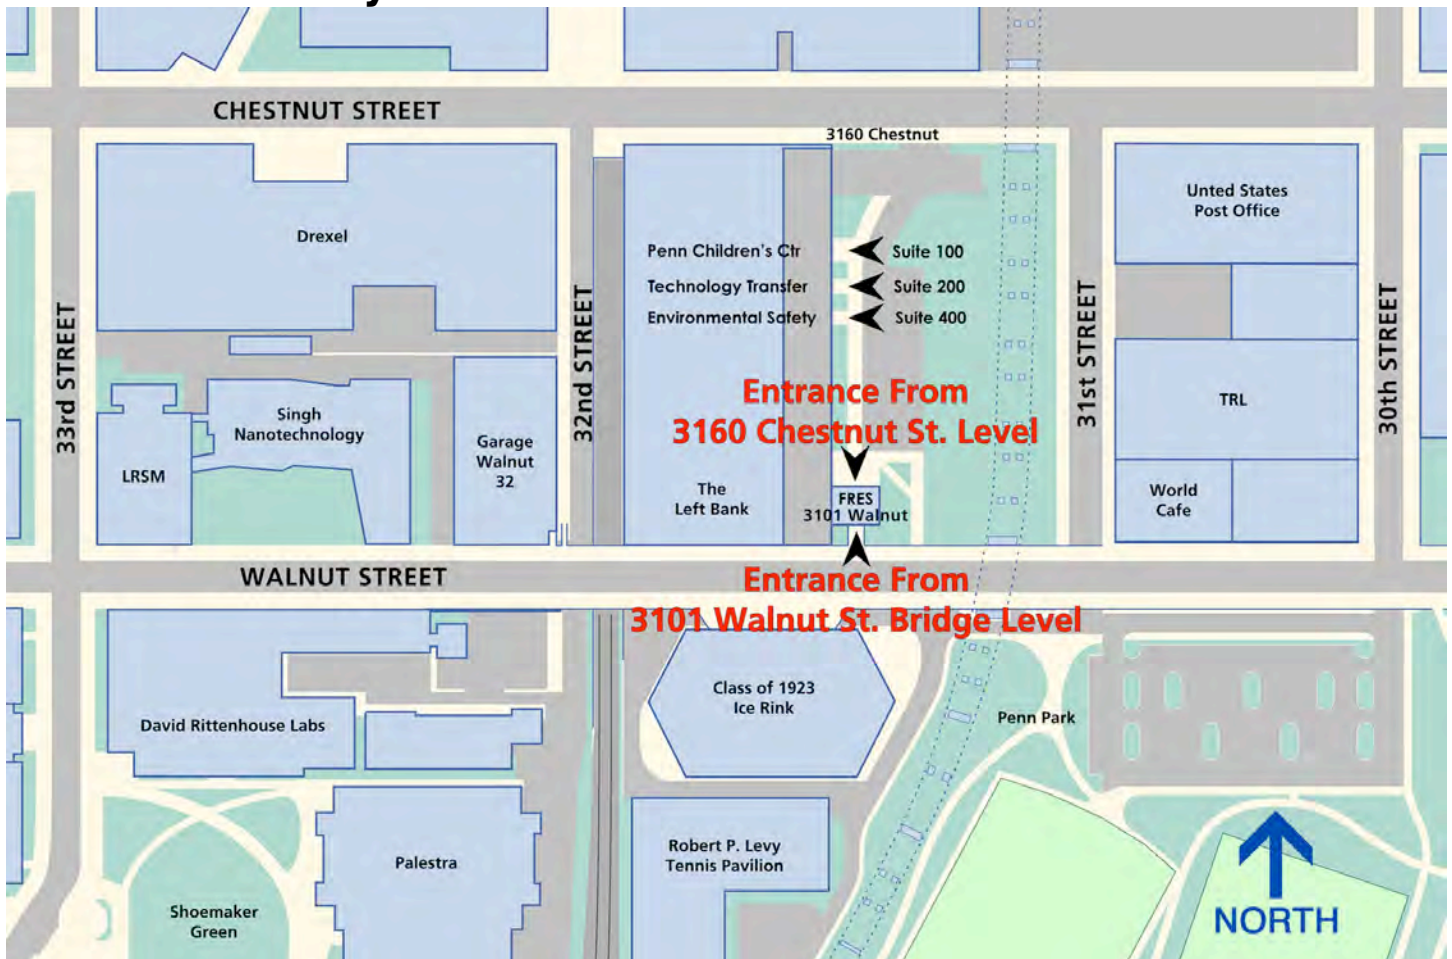 CHESTNUT STREET
3160 Chestnut
Unted States
Post Office
Drexel
Penn Children's Ctr
Suite 100
Technology Transfer
Suite 200
Environmental Safety
Suite 400
33rd STREET
32nd STREET
31st STREET
30th STREET
Entrance From
3160 Chestnut St. Level
TRL
Singh
Nanotechnology
Garage
Walnut
32
LRSM
The
Left Bank
FRES
3101 Walnut
World
Cafe
WALNUT STREET
Entrance From
3101 Walnut St. Bridge Level
Class of 1923
Ice Rink
David Rittenhouse Labs
Penn Park
Robert P. Levy
Tennis Pavilion
Palestra
Shoemaker
Green
NORTH